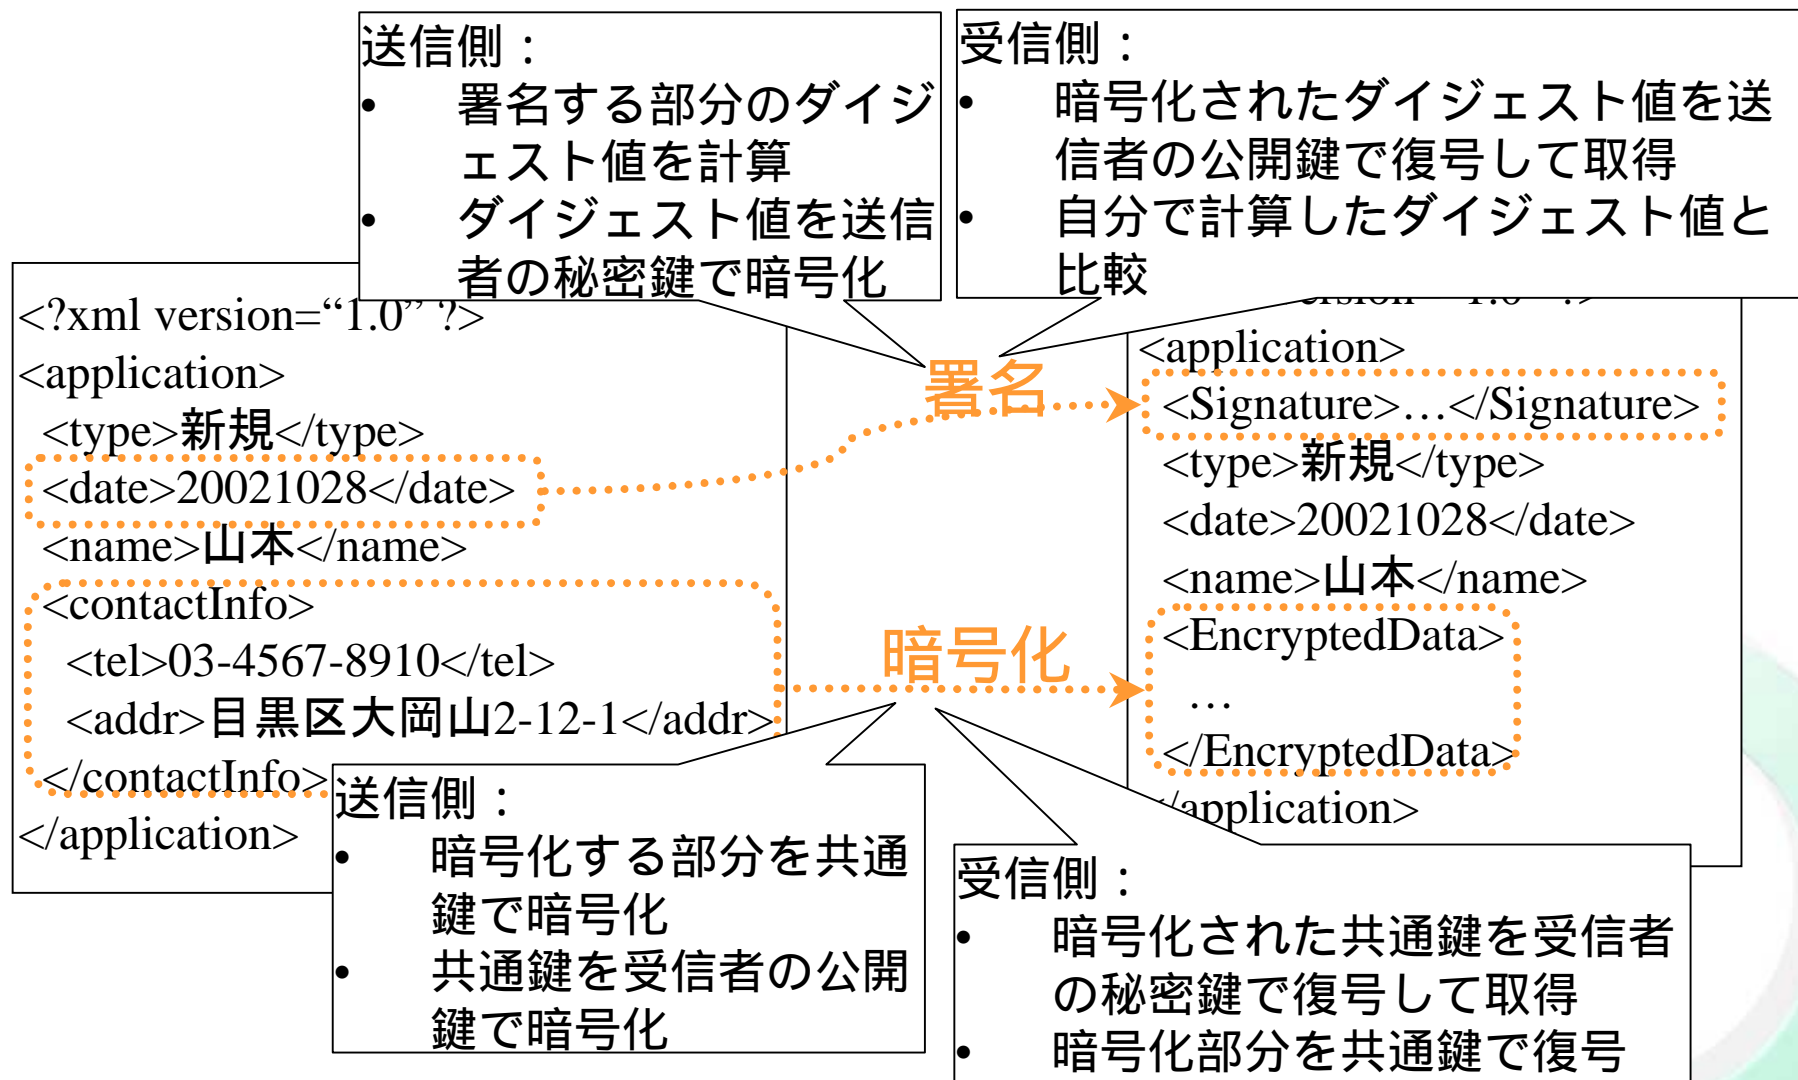 送信側：
• 署名する部分のダイジ
ェスト値を計算
• ダイジェスト値を送信
者の秘密鍵で暗号化
受信側：
• 暗号化されたダイジェスト値を送
信者の公開鍵で復号して取得
• 自分で計算したダイジェスト値と
比較
<?xml version=“1.0” ?>
<application>
<type>新規</type>
<date>20021028</date>
<name>山本</name>
<contactInfo>
<tel>03-4567-8910</tel>
<addr>目黒区大岡山2-12-1</addr>
</contactInfo>
</application>
署名
暗号化
<application>
<Signature>…</Signature>
<type>新規</type>
<date>20021028</date>
<name>山本</name>
<EncryptedData>
…
</EncryptedData>
/application>
送信側：
• 暗号化する部分を共通
鍵で暗号化
• 共通鍵を受信者の公開
鍵で暗号化
受信側：
• 暗号化された共通鍵を受信者
の秘密鍵で復号して取得
• 暗号化部分を共通鍵で復号